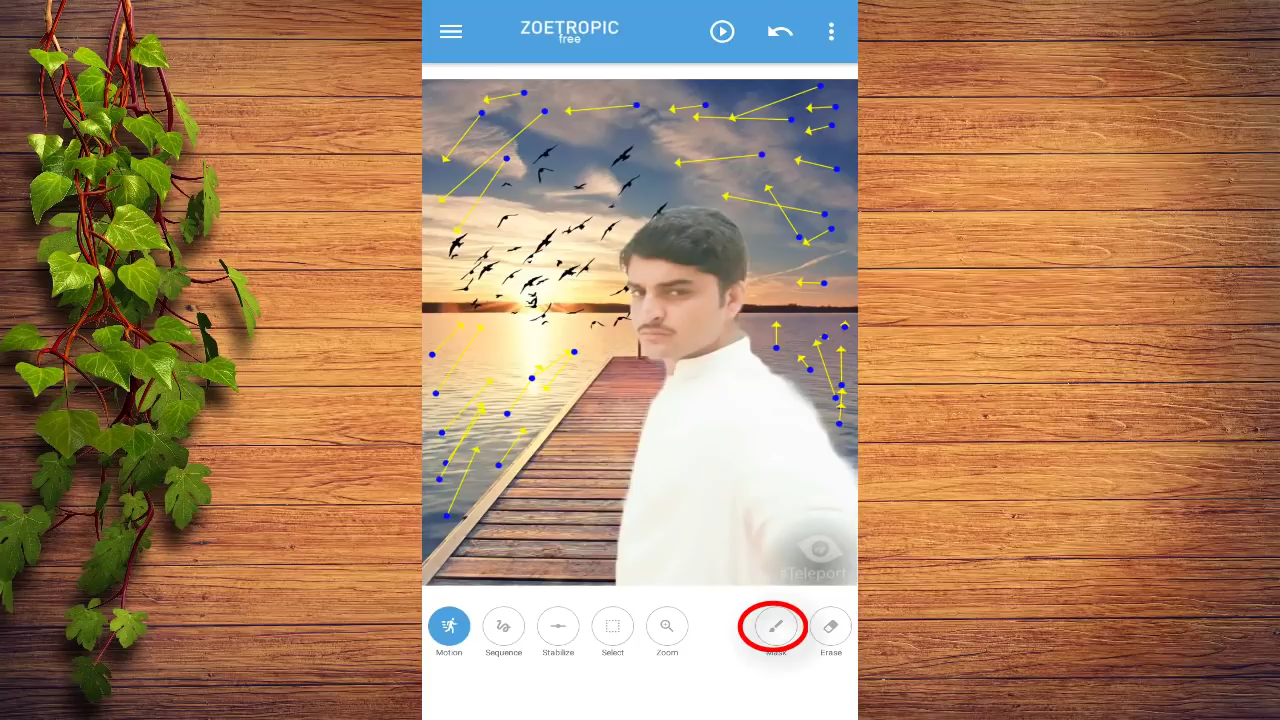 ZOETROPIC
free
#Teleport
Motion
Sequence
Stabilize
Select
Zoom
Mask
Erase